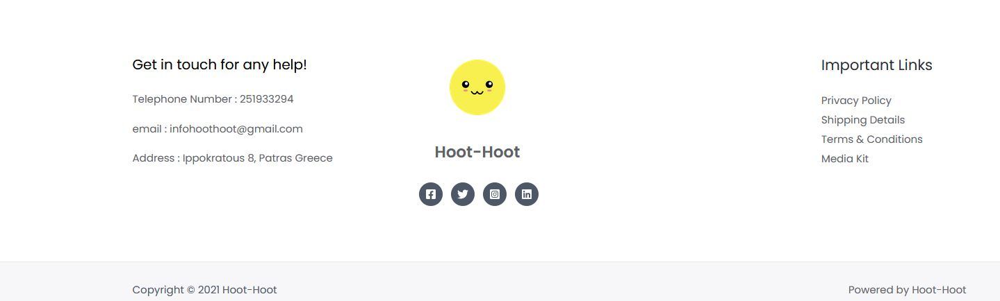 Get in touch for any help!
Telephone Number : 251933294
email : infohoothoot@gmail.com
Address : Ippokratous 8, Patras Greece
Hoot-Hoot
Important Links
Privacy Policy
Shipping Details
Terms & Conditions
Media Kit
Copyright © 2021 Hoot-Hoot
Powered by Hoot-Hoot